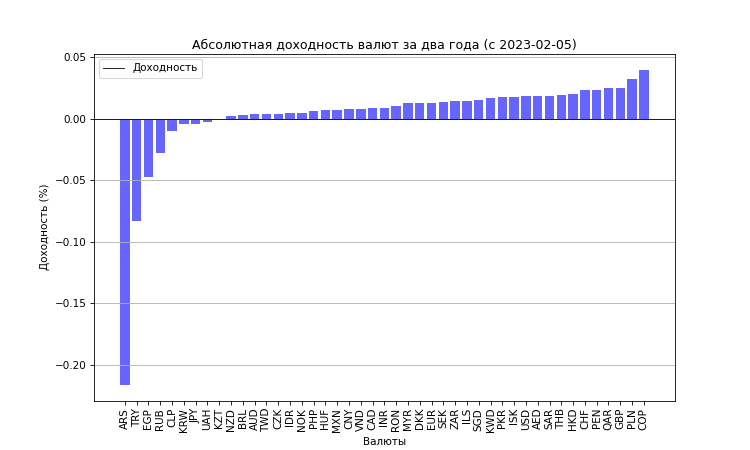 Абсолютная доходность валют за два года (с 2023-02-05)
Доходность
0.05
0.00
−0.05
−0.10
−0.15
−0.20
Доходность (%)
ARS TRY EGP RUB CLP KRW JPY UAH KZT NZD BRL AUD TWD CZK IDR NOK PHP HUF MXN CNY VND CAD INR RON MYR DKK EUR SEK ZAR ILS SGD KWD PKR ISK USD AED SAR THB HKD CHF PEN QAR GBP PLN COP
Валюты